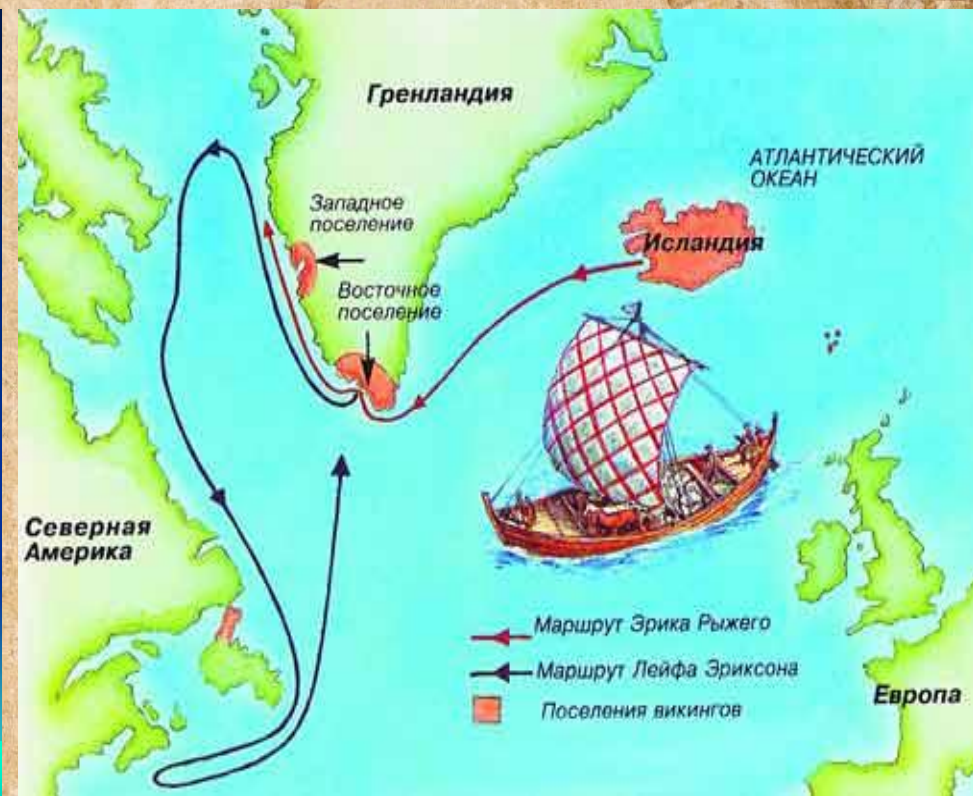 Гренландия
АТЛАНТИЧЕСКИЙ
ОКЕАН
Западное
поселение
Исландия
Восточное
поселение
Северная
Америка
Маршрут Эрика Рыжего
Маршрут Лейфа Эриксона
Поселения викингов
Европа